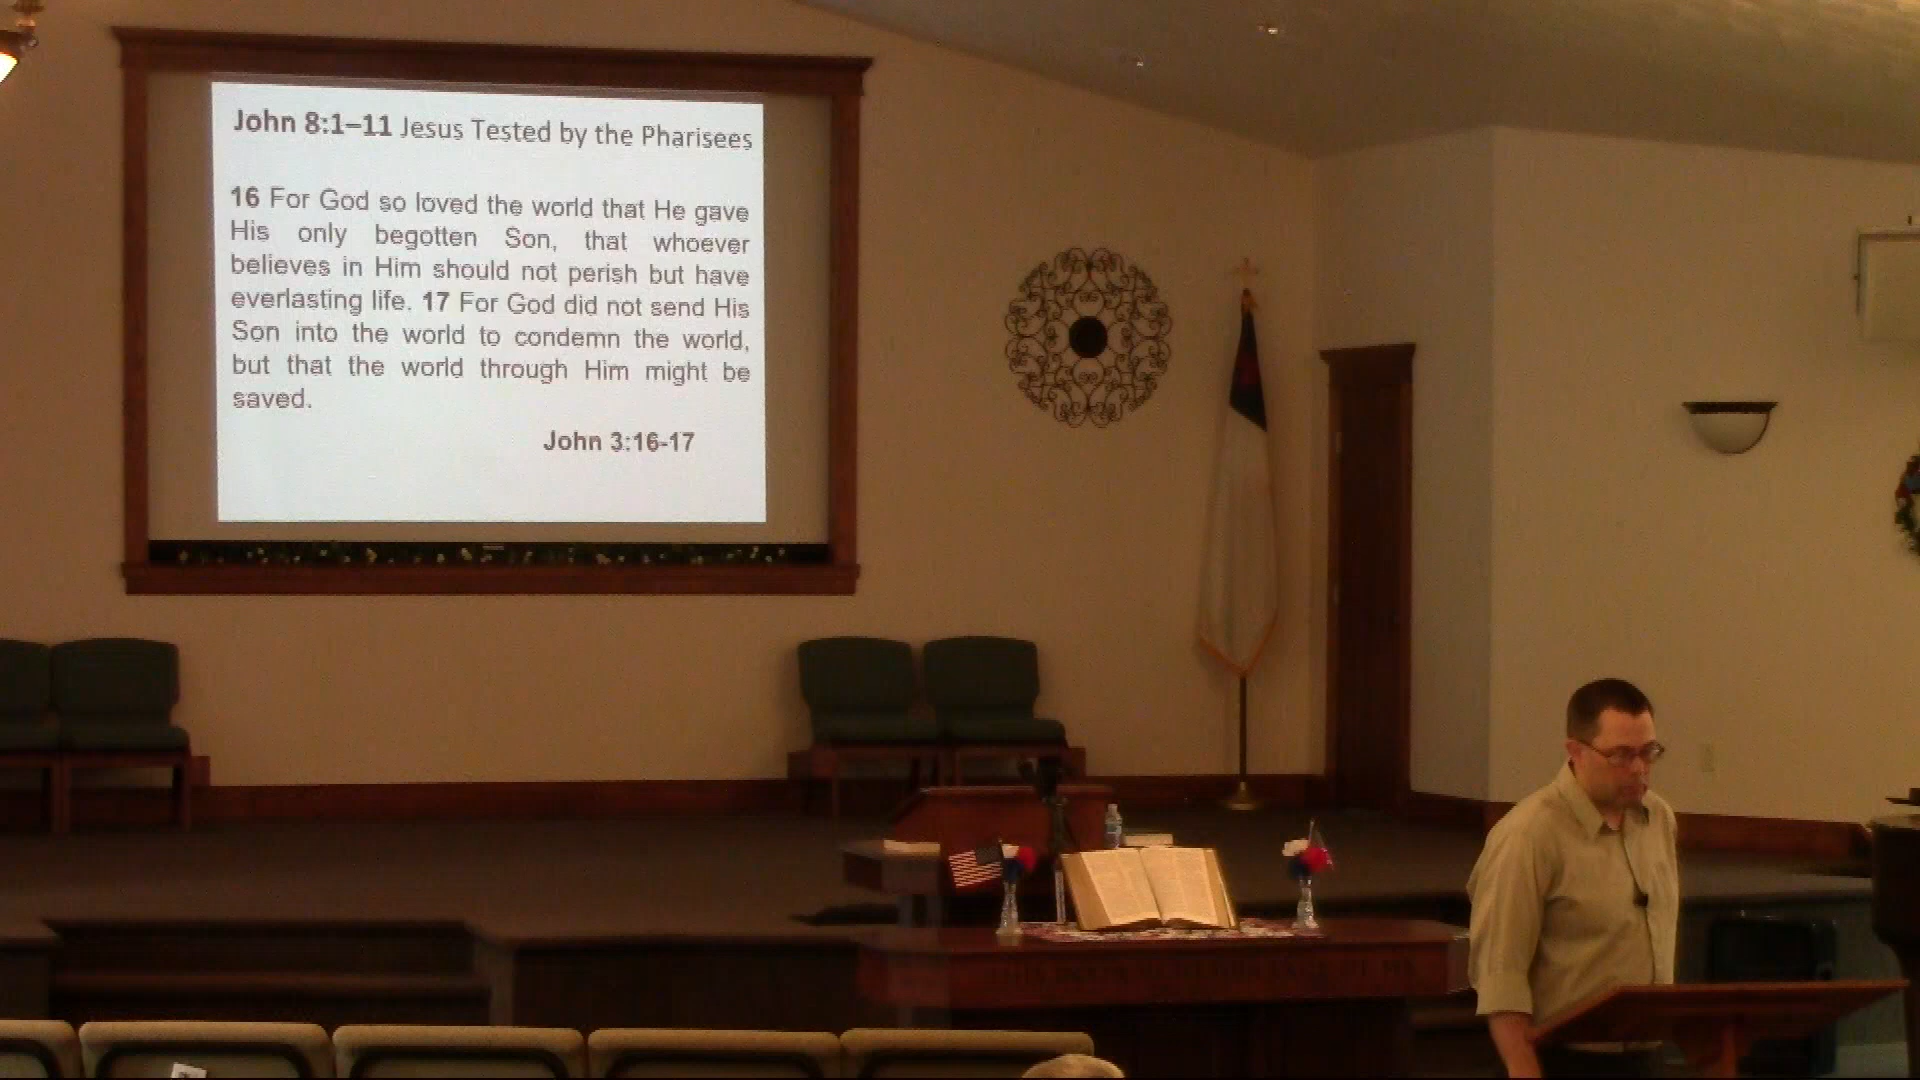 John 8:1–11 Jesus Tested by the Pharisees
16 For God so loved the world that He gave
His only begotten Son, that whoever
believes in Him should not perish but have
everlasting life. 17 For God did not send His
Son into the world to condemn the world,
but that the world through Him might be
saved.
John 3:16-17